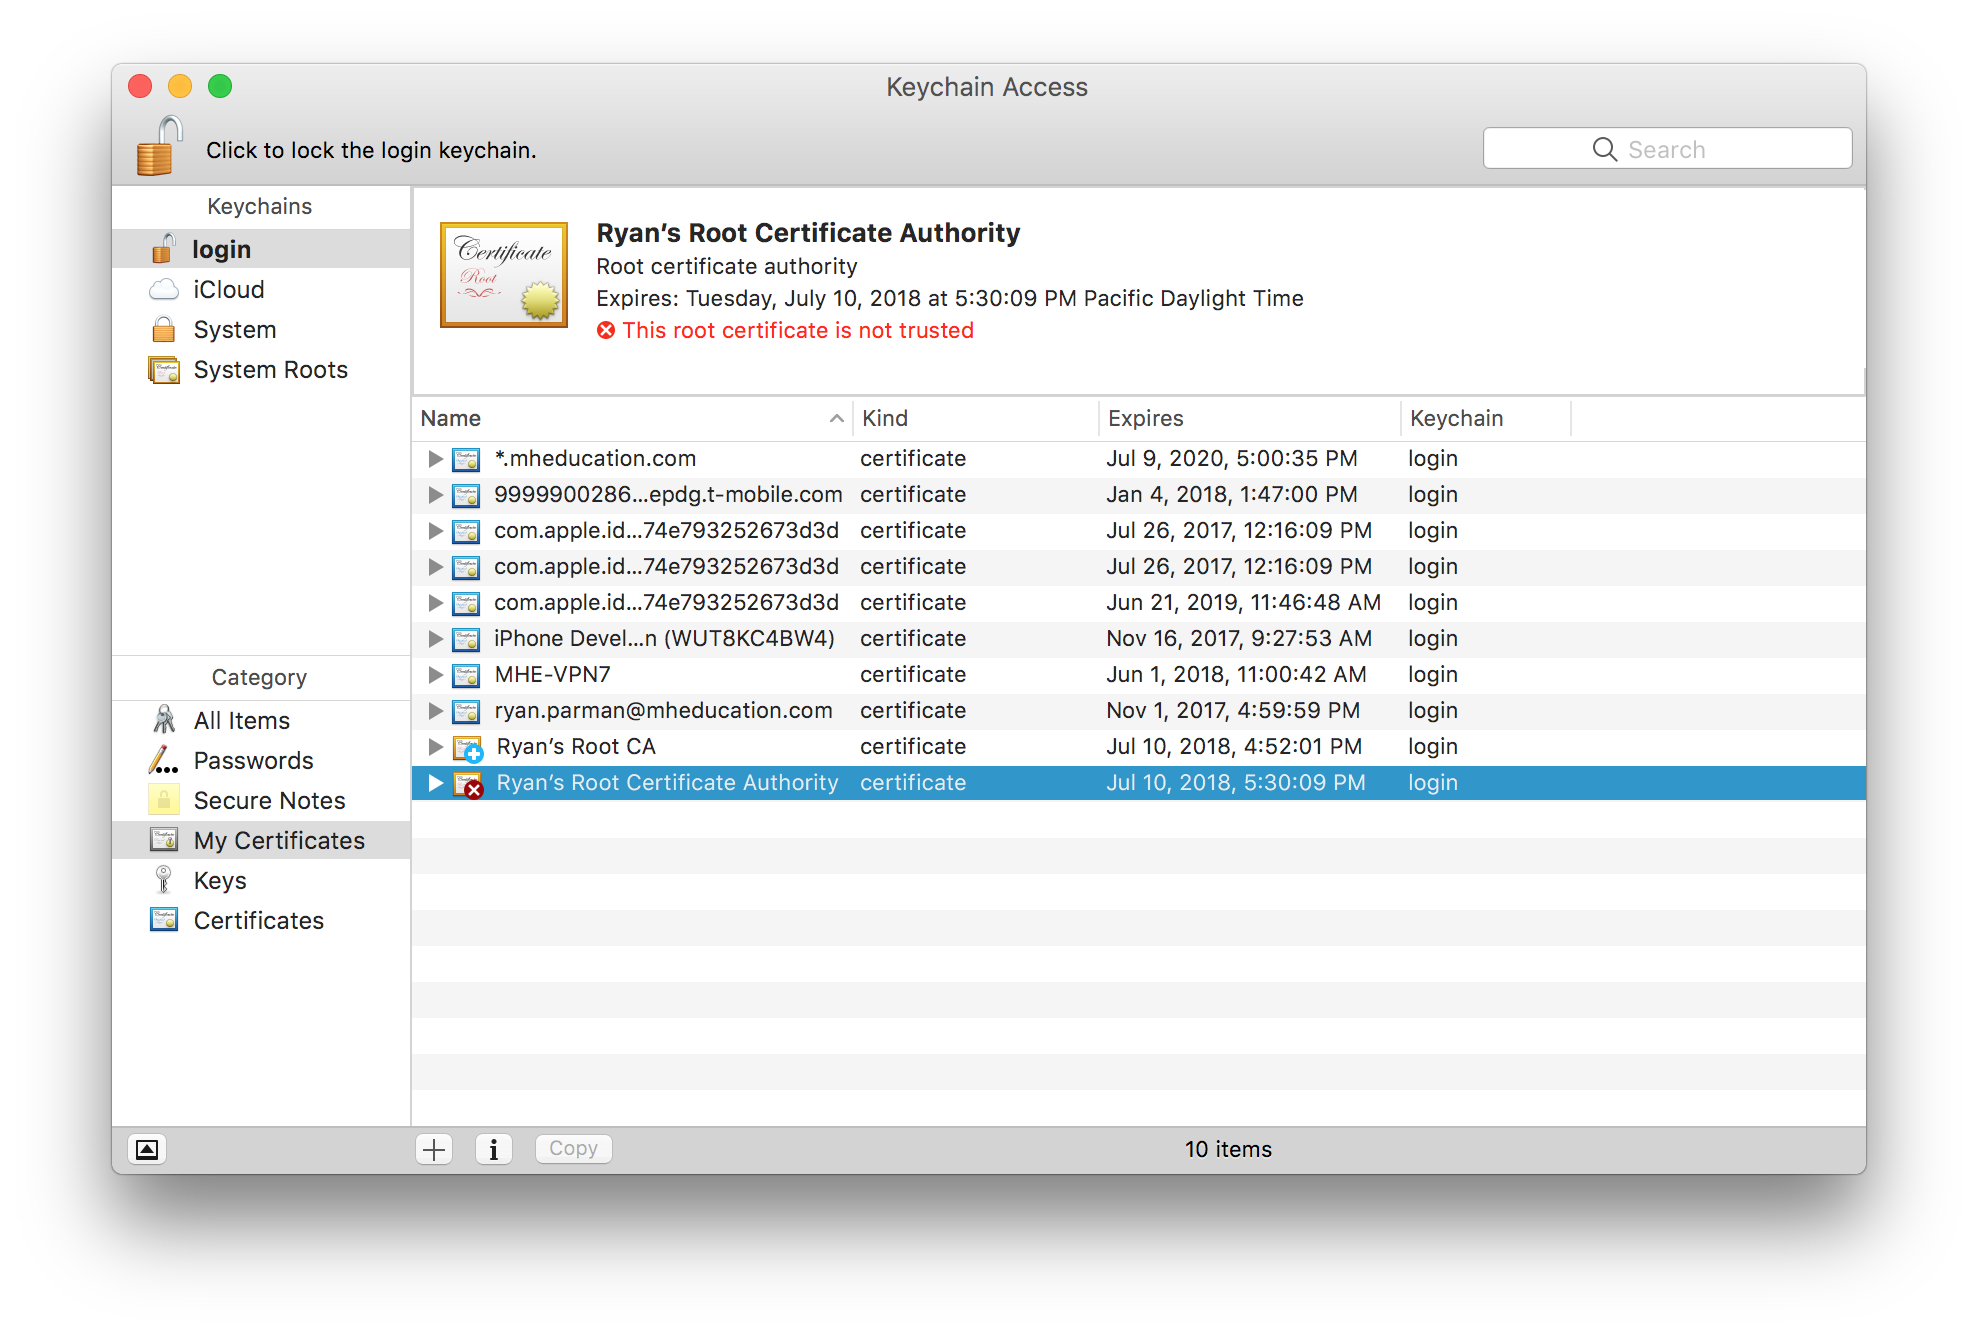 Keychain Access
Click to lock the login keychain.
Search
Keychains
login
iCloud
System
System Roots
Category
All Items
Passwords
Secure Notes
My Certificates
Keys
Certificates
Certificate
Root
Ryan’s Root Certificate Authority
Root certificate authority
Expires: Tuesday, July 10, 2018 at 5:30:09 PM Pacific Daylight Time
This root certificate is not trusted
Name Kind Expires Keychain
*.mheducation.com certificate Jul 9, 2020, 5:00:35 PM login
9999900286...epdg.t-mobile.com certificate Jan 4, 2018, 1:47:00 PM login
com.apple.id...74e793252673d3d certificate Jul 26, 2017, 12:16:09 PM login
com.apple.id...74e793252673d3d certificate Jul 26, 2017, 12:16:09 PM login
com.apple.id...74e793252673d3d certificate Jun 21, 2019, 11:46:48 AM login
iPhone Devel...n (WUT8KC4BW4) certificate Nov 16, 2017, 9:27:53 AM login
MHE-VPN7 certificate Jun 1, 2018, 11:00:42 AM login
ryan.parman@mheducation.com certificate Nov 1, 2017, 4:59:59 PM login
Ryan’s Root CA certificate Jul 10, 2018, 4:52:01 PM login
Ryan’s Root Certificate Authority certificate Jul 10, 2018, 5:30:09 PM login
Copy
10 items